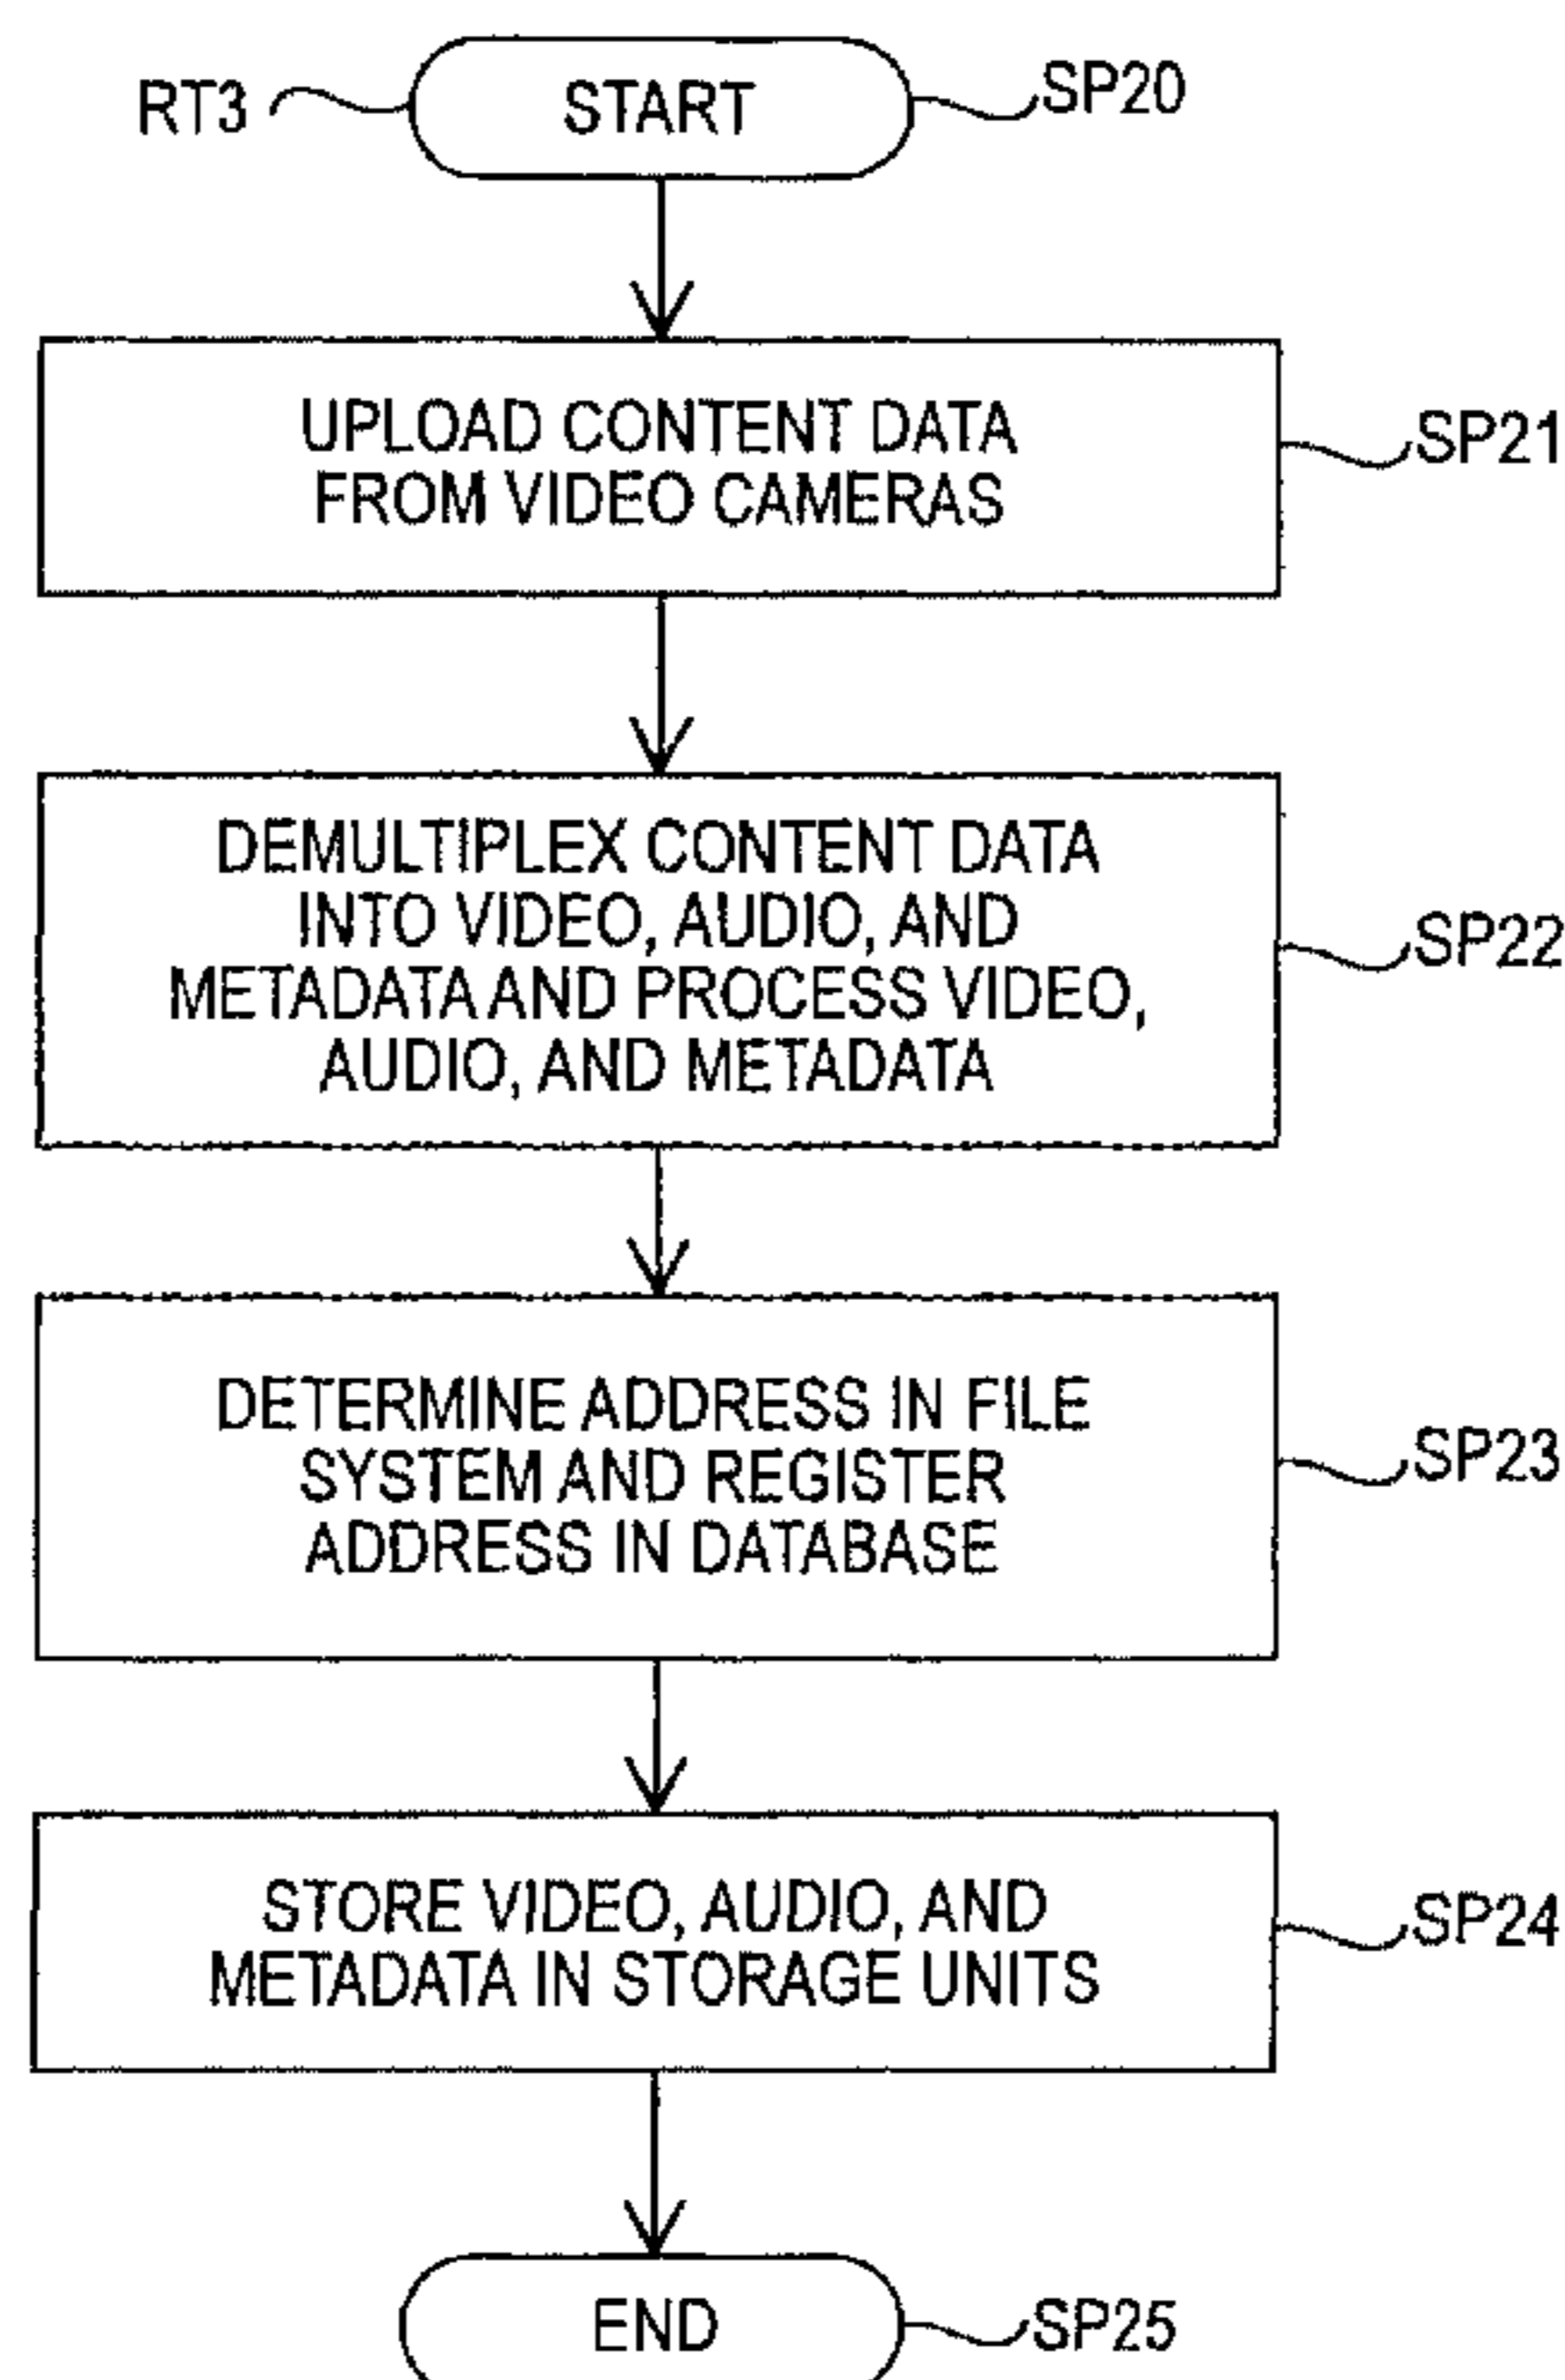 RT3
START
SP20
UPLOAD CONTENT DATA
FROM VIDEO CAMERAS
SP21
DEMULTIPLEX CONTENT DATA
INTO VIDEO, AUDIO, AND
METADATA AND PROCESS VIDEO,
AUDIO, AND METADATA
SP22
DETERMINE ADDRESS IN FILE
SYSTEM AND REGISTER
ADDRESS IN DATABASE
SP23
STORE VIDEO, AUDIO, AND
METADATA IN STORAGE UNITS
SP24
END
SP25